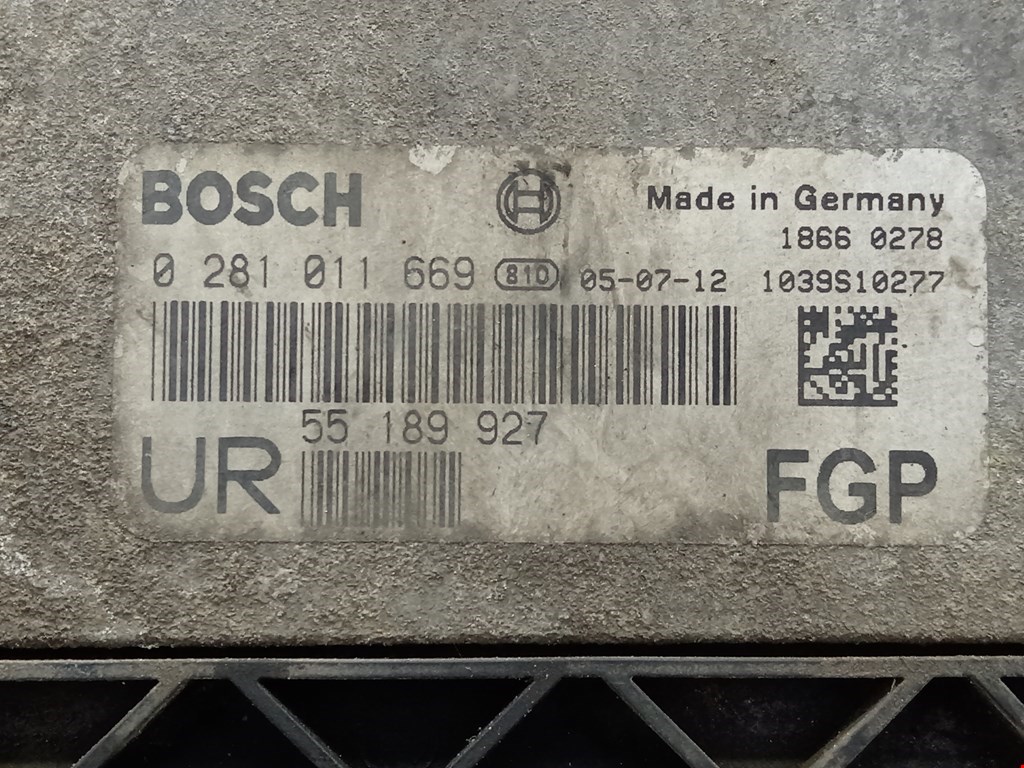 BOSCH
Made in Germany
1866 0278
0 281 011 669 810 05-07-12 1039S10277
55 189 927
UR
FGP